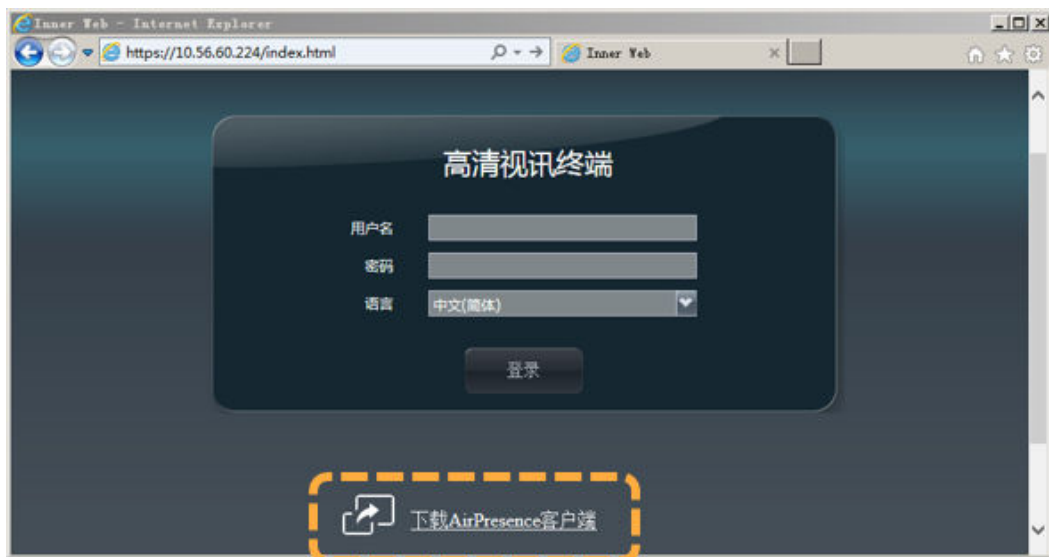 Inner Web - Internet Explorer
https://10.56.60.224/index.html
Inner Web
高清视讯终端
用户名
密码
语言
中文(简体)
登录
下载AirPresence客户端